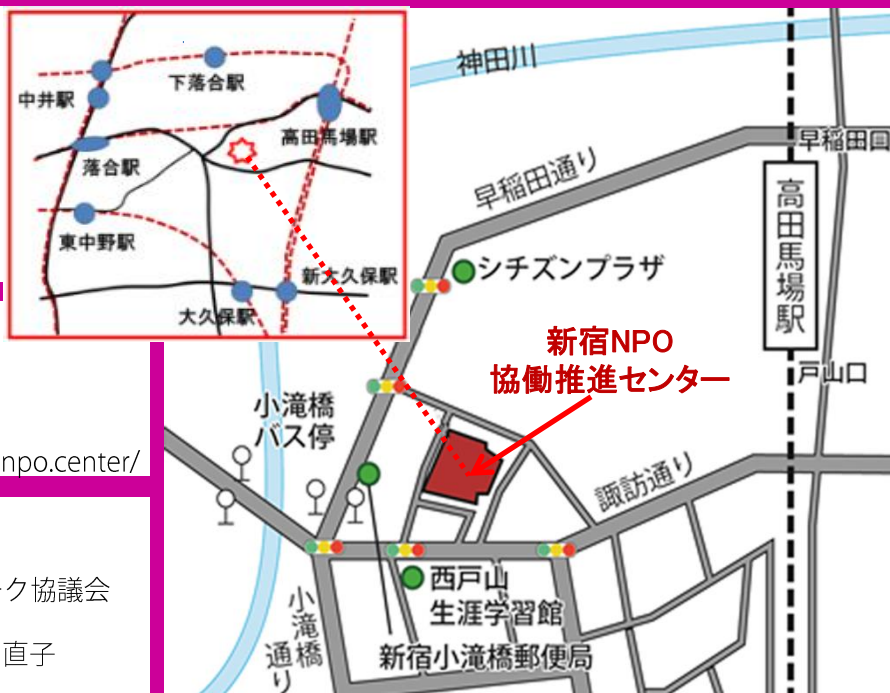 中井駅
下落合駅
高田馬場駅
落合駅
東中野駅
新大久保駅
大久保駅
神田川
早稲田口
早稲田通り
高田馬場駅
シチズンプラザ
新宿NPO
協働推進センター
戸山口
小滝橋
バス停
npo.center/
諏訪通り
ーク協議会
西戸山
生涯学習館
小滝橋
通り
直子
新宿小滝橋郵便局